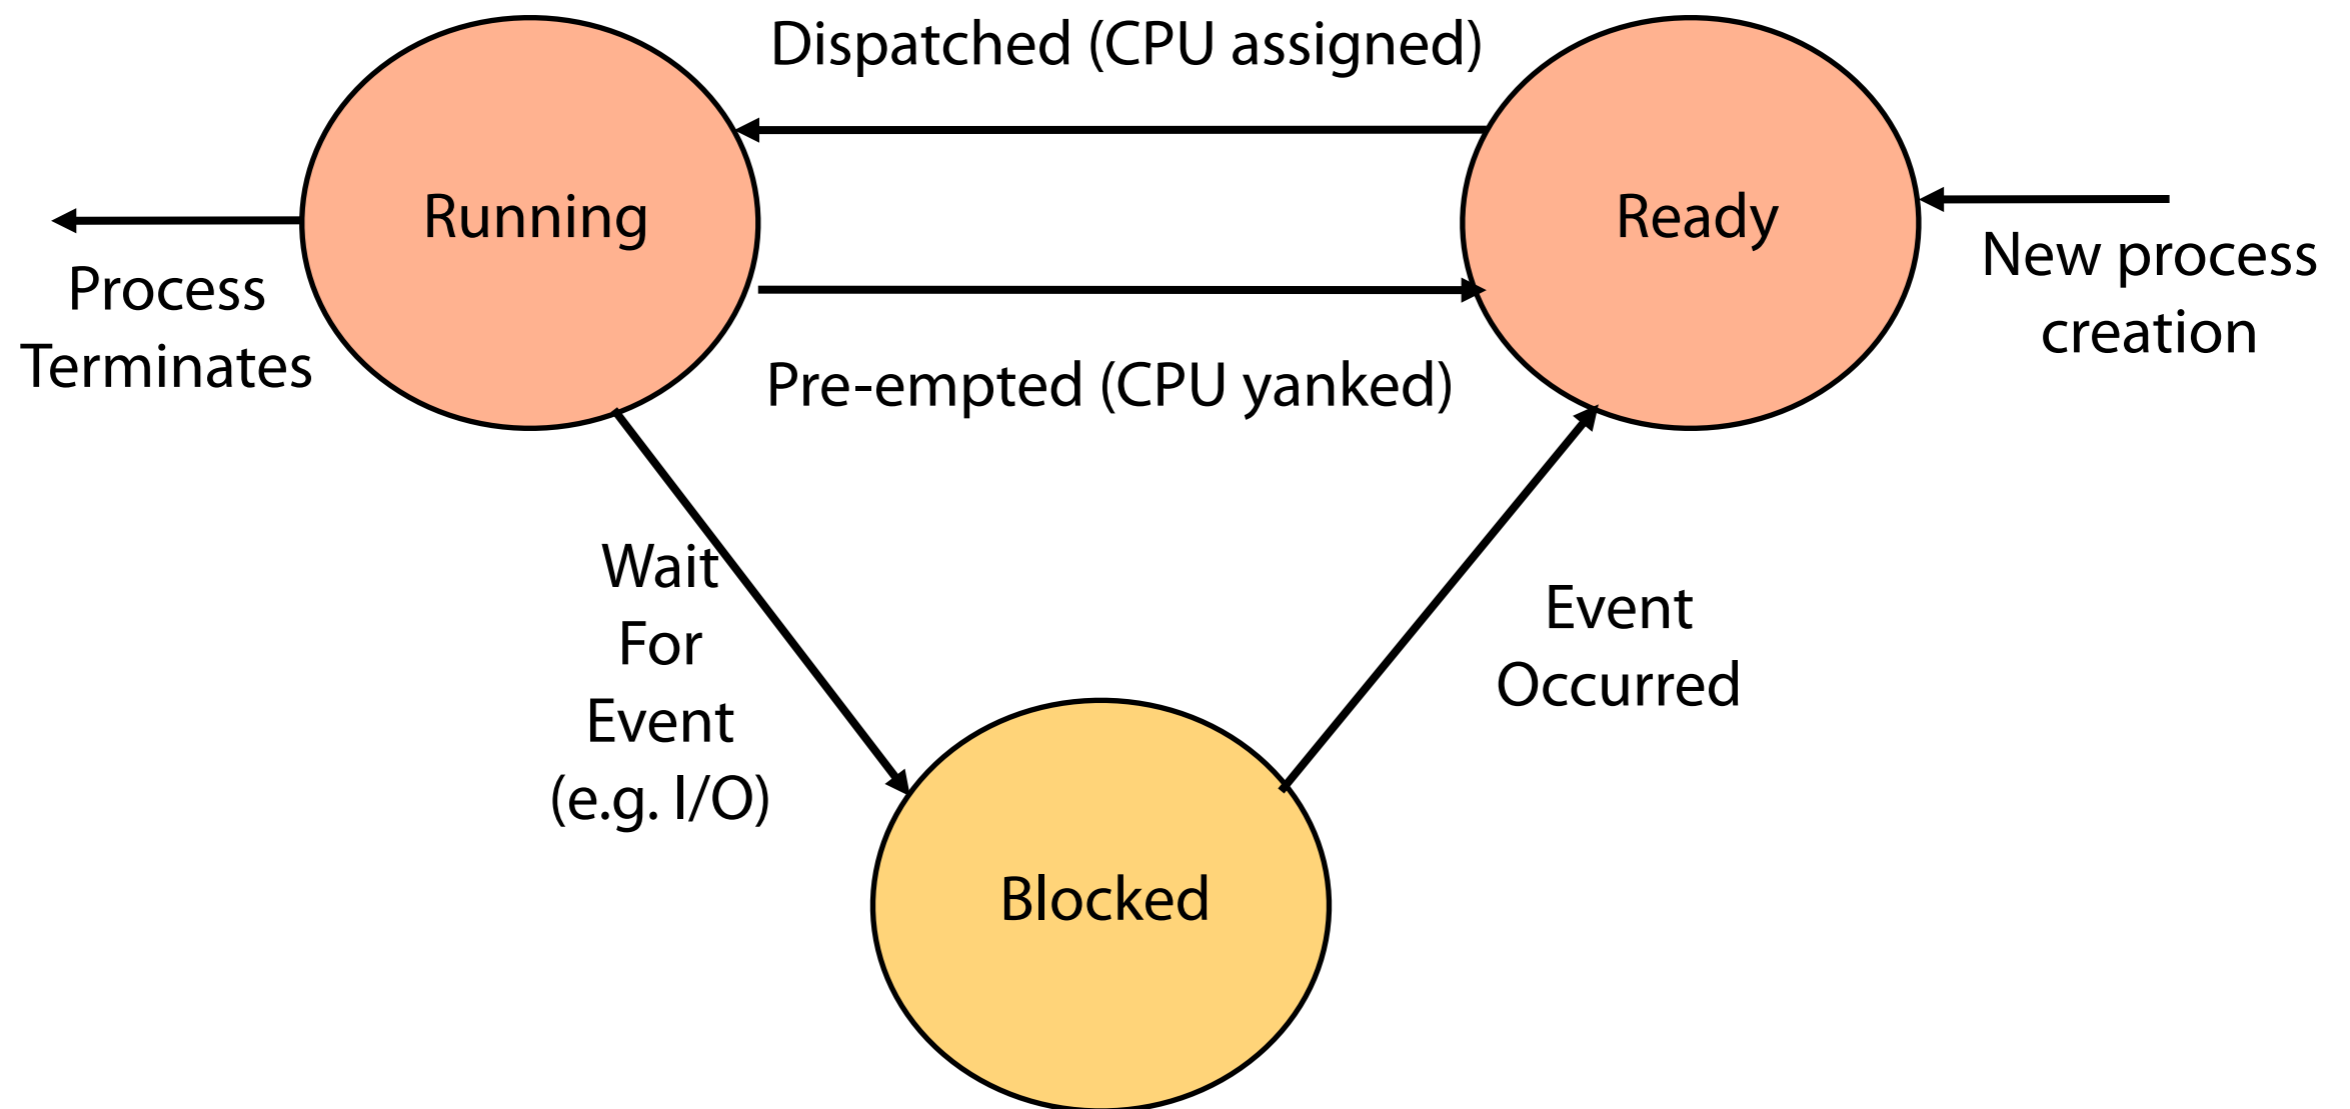 Dispatched (CPU assigned)
Running
Ready
Process
Terminates
New process
creation
Pre-empted (CPU yanked)
Wait
For
Event
(e.g. I/O)
Event
Occurred
Blocked